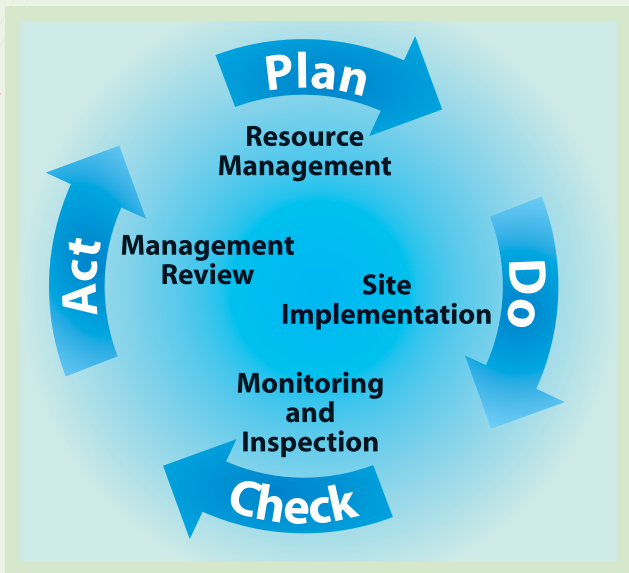 Plan
Resource
Management
Do
Site
Implementation
Check
Monitoring
and
Inspection
Act
Management
Review